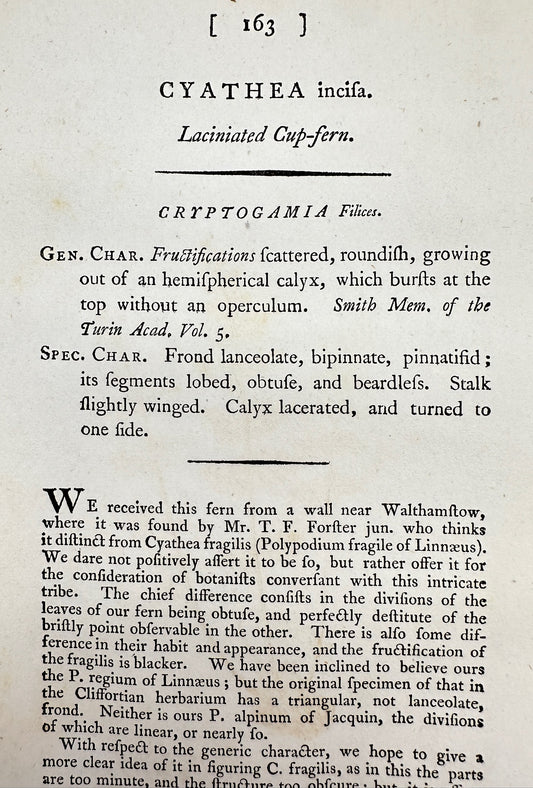 [ 163 ]
CYATHEA inciſa.
Laciniated Cup-fern.
CRYPTOGAMIA Filices.
GEN. CHAR. Fructifications ſcattered, roundiſh, growing
out of an hemiſpherical calyx, which burſts at the
top without an operculum. Smith Mem. of the
Turin Acad. Vol. 5.
SPEC. CHAR. Frond lanceolate, bipinnate, pinnatifid;
its ſegments lobed, obtuſe, and beardleſs. Stalk
ſlightly winged. Calyx lacerated, and turned to
one ſide.
WE received this fern from a wall near Walthamſtow,
where it was found by Mr. T. F. Forſter jun. who thinks
it diſtinct from Cyathea fragilis (Polypodium fragile of Linnæus).
We dare not poſitively aſſert it to be ſo, but rather offer it for
the conſideration of botaniſts converſant with this intricate
tribe. The chief difference conſiſts in the diviſions of the
leaves of our fern being obtuſe, and perfectly deſtitute of the
briſtly point obſervable in the other. There is alſo ſome dif-
ference in their habit and appearance, and the fructification of
the fragilis is blacker. We have been inclined to believe ours
the P. regium of Linnæus; but the original ſpecimen of that in
the Cliffortian herbarium has a triangular, not lanceolate,
frond. Neither is ours P. alpinum of Jacquin, the diviſions
of which are linear, or nearly ſo.
With reſpect to the generic character, we hope to give a
more clear idea of it in figuring C. fragilis, as in this the parts
are too minute, and the ſtructure too obſcure; but it